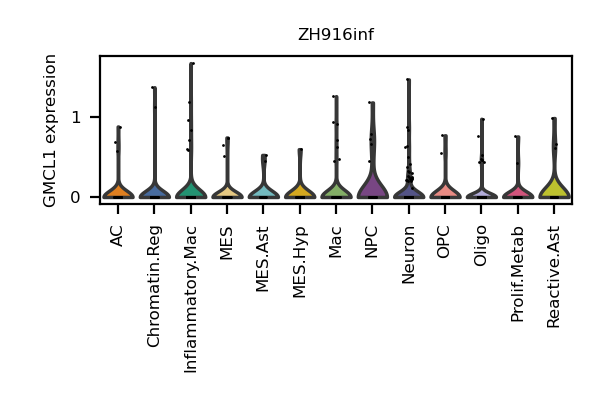 ZH916inf
GMCL1 expression
1
0
AC
Chromatin.Reg
Inflammatory.Mac
MES
MES.Ast
MES.Hyp
Mac
NPC
Neuron
OPC
Oligo
Prolif.Metab
Reactive.Ast